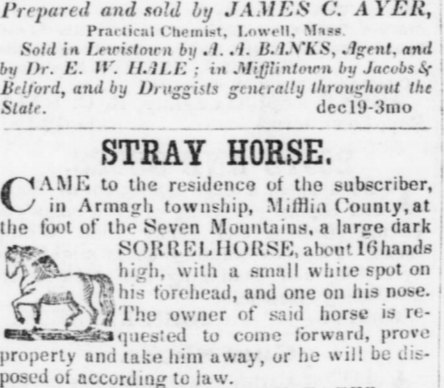 Prepared and sold by JAMES C. AYER,
Practical Chemist, Lowell, Mass.
Sold in Lewistown by A. A. BANKS, Agent, and
by Dr. E. W. HALE; in Mifflintown by Jacobs &
Belford, and by Druggists generally throughout the
State. dec19-3mo
STRAY HORSE.
CAME to the residence of the subscriber,
in Armagh township, Mifflin County, at
the foot of the Seven Mountains, a large dark
SORREL HORSE, about 16 hands
high, with a small white spot on
his forehead, and one on his nose.
The owner of said horse is re-
quested to come forward, prove
property and take him away, or he will be dis-
posed of according to law.